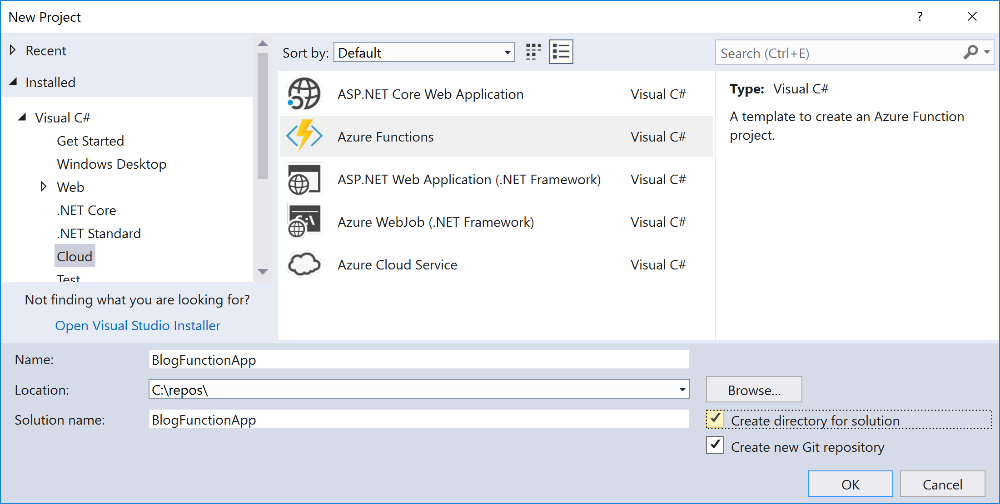 New Project
?
Recent
Installed
Visual C#
Get Started
Windows Desktop
Web
.NET Core
.NET Standard
Cloud
Test
Not finding what you are looking for?
Open Visual Studio Installer
Sort by: Default
ASP.NET Core Web Application Visual C#
Azure Functions Visual C#
ASP.NET Web Application (.NET Framework) Visual C#
Azure WebJob (.NET Framework) Visual C#
Azure Cloud Service Visual C#
Search (Ctrl+E)
Type: Visual C#
A template to create an Azure Function
project.
Name: BlogFunctionApp
Location: C:\repos\
Browse...
Solution name: BlogFunctionApp
Create directory for solution
Create new Git repository
OK
Cancel